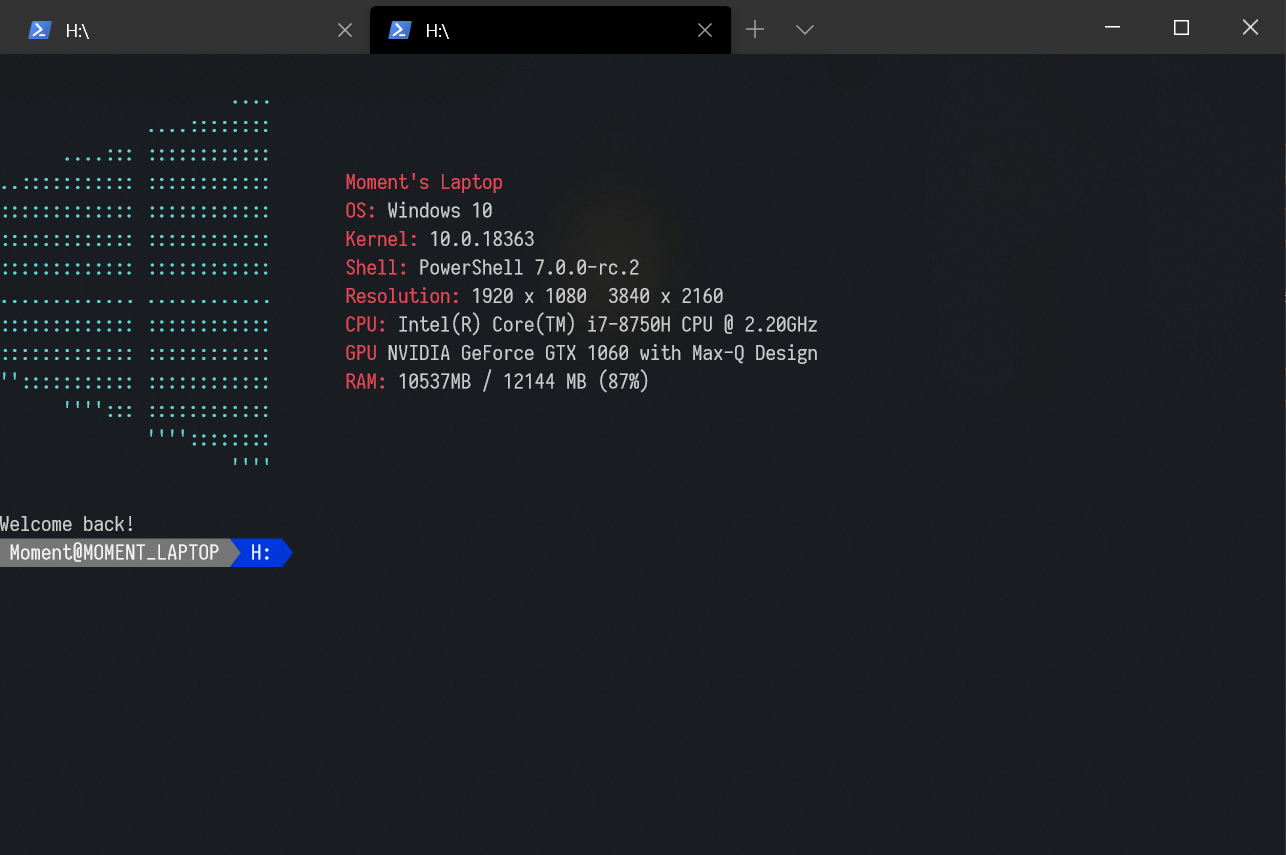 H:\
H:\
Moment's Laptop
OS: Windows 10
Kernel: 10.0.18363
Shell: PowerShell 7.0.0-rc.2
Resolution: 1920 x 1080  3840 x 2160
CPU: Intel(R) Core(TM) i7-8750H CPU @ 2.20GHz
GPU NVIDIA GeForce GTX 1060 with Max-Q Design
RAM: 10537MB / 12144 MB (87%)
Welcome back!
Moment@MOMENT_LAPTOP H: